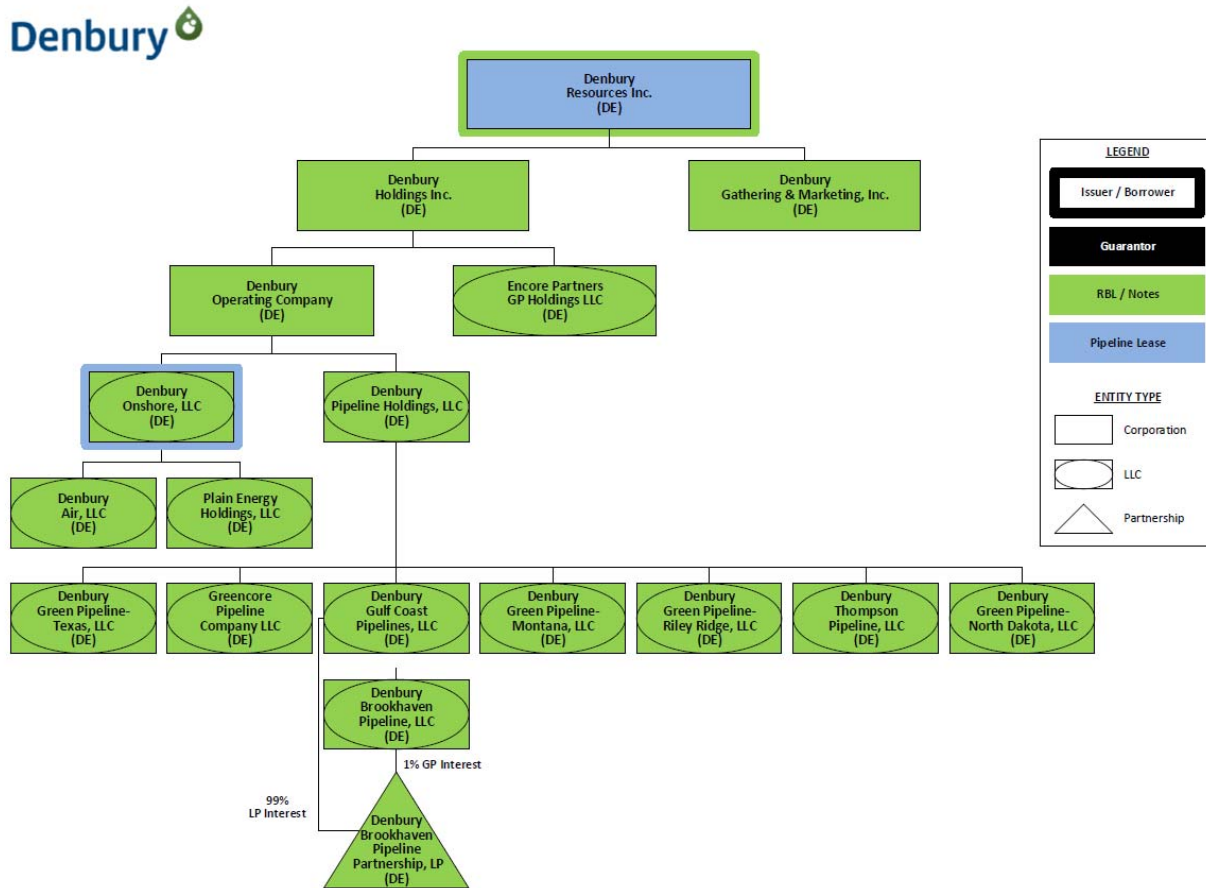 Denbury
Denbury
Resources Inc.
(DE)
Denbury
Holdings Inc.
(DE)
Denbury
Gathering & Marketing, Inc.
(DE)
Denbury
Operating Company
(DE)
Encore Partners
GP Holdings LLC
(DE)
Denbury
Onshore, LLC
(DE)
Denbury
Pipeline Holdings, LLC
(DE)
Denbury
Air, LLC
(DE)
Plain Energy
Holdings, LLC
(DE)
Denbury
Green Pipeline-
Texas, LLC
(DE)
Greencore
Pipeline
Company LLC
(DE)
Denbury
Gulf Coast
Pipelines, LLC
(DE)
Denbury
Green Pipeline-
Montana, LLC
(DE)
Denbury
Green Pipeline-
Riley Ridge, LLC
(DE)
Denbury
Thompson
Pipeline, LLC
(DE)
Denbury
Green Pipeline-
North Dakota, LLC
(DE)
Denbury
Brookhaven
Pipeline, LLC
(DE)
1% GP Interest
99%
LP Interest
Denbury
Brookhaven
Pipeline
Partnership, LP
(DE)
LEGEND
Issuer / Borrower
Guarantor
RBL / Notes
Pipeline Lease
ENTITY TYPE
Corporation
LLC
Partnership